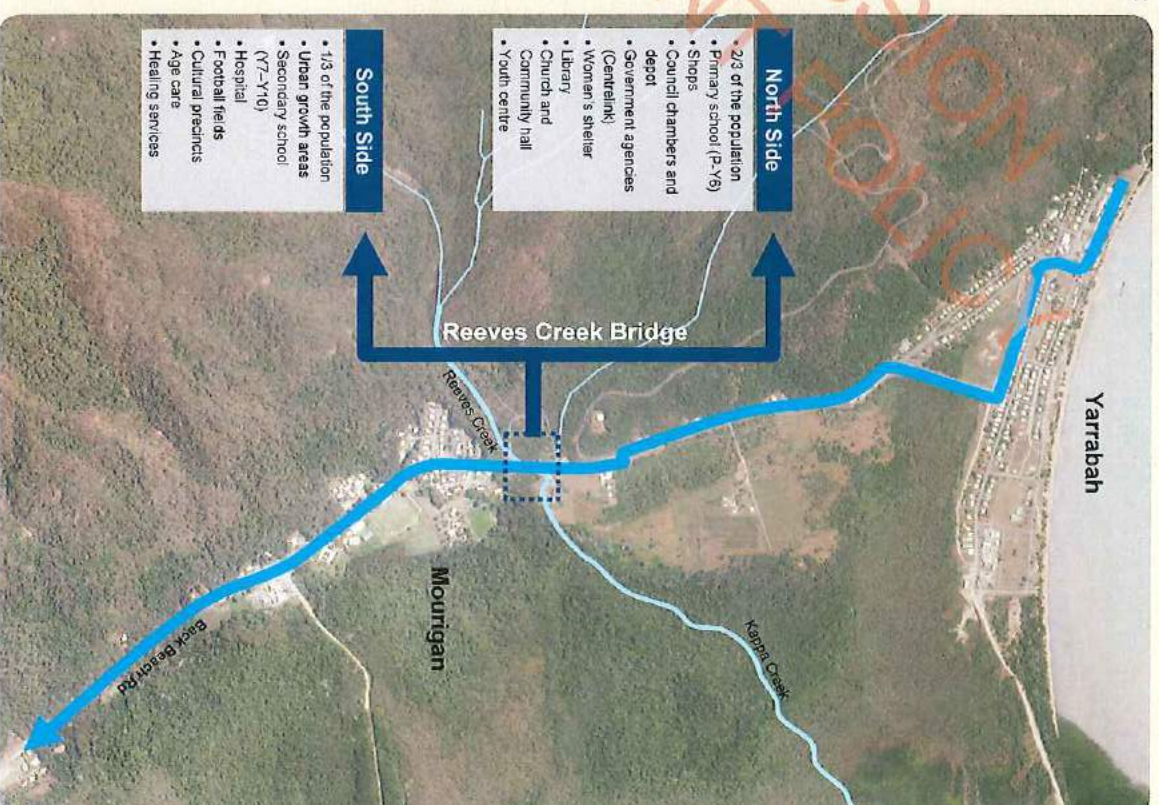 Yarrabah
North Side
• 2/3 of the population
• Primary school (P-Y6)
• Shops
• Council chambers and
depot
• Government agencies
(Centrelink)
• Women's shelter
• Library
• Church and
Community hall
• Youth centre
South Side
• 1/3 of the population
• Urban growth areas
• Secondary school
(Y7–Y10)
• Hospital
• Football fields
• Cultural precincts
• Age care
• Healing services
Reeves Creek Bridge
Reeves Creek
Kappa Creek
Mourigan
Back Beach Rd